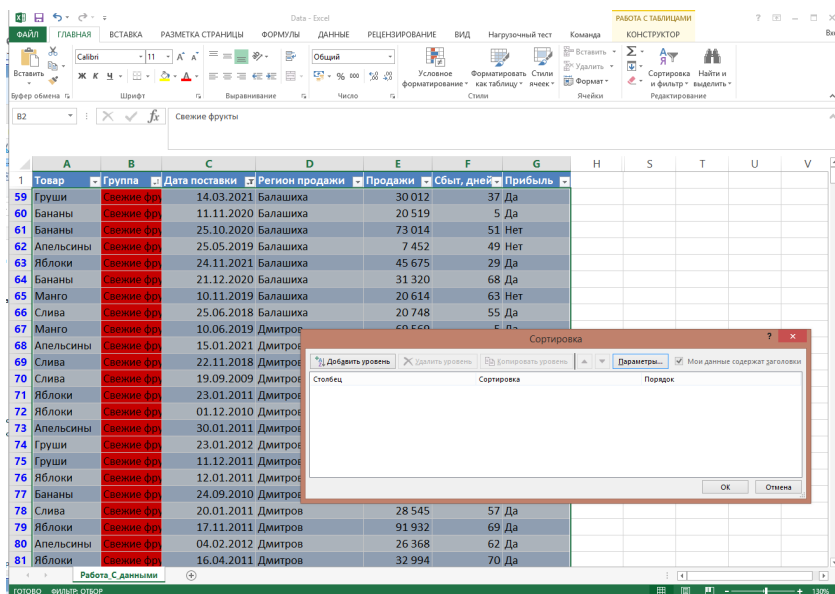 Data - Excel
РАБОТА С ТАБЛИЦАМИ
ФАЙЛ ГЛАВНАЯ ВСТАВКА РАЗМЕТКА СТРАНИЦЫ ФОРМУЛЫ ДАННЫЕ РЕЦЕНЗИРОВАНИЕ ВИД Нагрузочный тест Команда КОНСТРУКТОР
Вставить
Calibri 11
Ж К Ч
Общий
% 000
Условное форматирование
Форматировать как таблицу
Стили ячеек
Вставить
Удалить
Формат
Сортировка и фильтр
Найти и выделить
Буфер обмена Шрифт Выравнивание Число Стили Ячейки Редактирование
B2 fx Свежие фрукты
A B C D E F G H S T U V
1 Товар Группа Дата поставки Регион продажи Продажи Сбыт, дней Прибыль
59 Груши Свежие фру 14.03.2021 Балашиха 30 012 37 Да
60 Бананы Свежие фру 11.11.2020 Балашиха 20 519 5 Да
61 Бананы Свежие фру 25.10.2020 Балашиха 73 014 51 Нет
62 Апельсины Свежие фру 25.05.2019 Балашиха 7 452 49 Нет
63 Яблоки Свежие фру 24.11.2021 Балашиха 45 675 29 Да
64 Бананы Свежие фру 21.12.2020 Балашиха 31 320 68 Да
65 Манго Свежие фру 10.11.2019 Балашиха 20 614 63 Нет
66 Слива Свежие фру 25.06.2018 Балашиха 20 748 55 Да
67 Манго Свежие фру 10.06.2019 Дмитров 5 Да
68 Апельсины Свежие фру 15.01.2021 Дмитров
69 Слива Свежие фру 22.11.2018 Дмитров
70 Слива Свежие фру 19.09.2009 Дмитров
71 Яблоки Свежие фру 23.01.2011 Дмитров
72 Яблоки Свежие фру 01.12.2010 Дмитров
73 Апельсины Свежие фру 30.01.2011 Дмитров
74 Груши Свежие фру 23.01.2012 Дмитров
75 Груши Свежие фру 11.12.2011 Дмитров
76 Яблоки Свежие фру 12.01.2011 Дмитров
77 Бананы Свежие фру 24.09.2010 Дмитров
78 Слива Свежие фру 20.01.2011 Дмитров 28 545 57 Да
79 Яблоки Свежие фру 17.11.2011 Дмитров 91 932 69 Да
80 Апельсины Свежие фру 04.02.2012 Дмитров 26 368 62 Да
81 Яблоки Свежие фру 16.04.2011 Дмитров 32 994 70 Да
Сортировка
Добавить уровень Удалить уровень Копировать уровень Параметры... Мои данные содержат заголовки
Столбец Сортировка Порядок
ОК Отмена
Работа_С_данными
ГОТОВО ФИЛЬТР: ОТБОР 130%